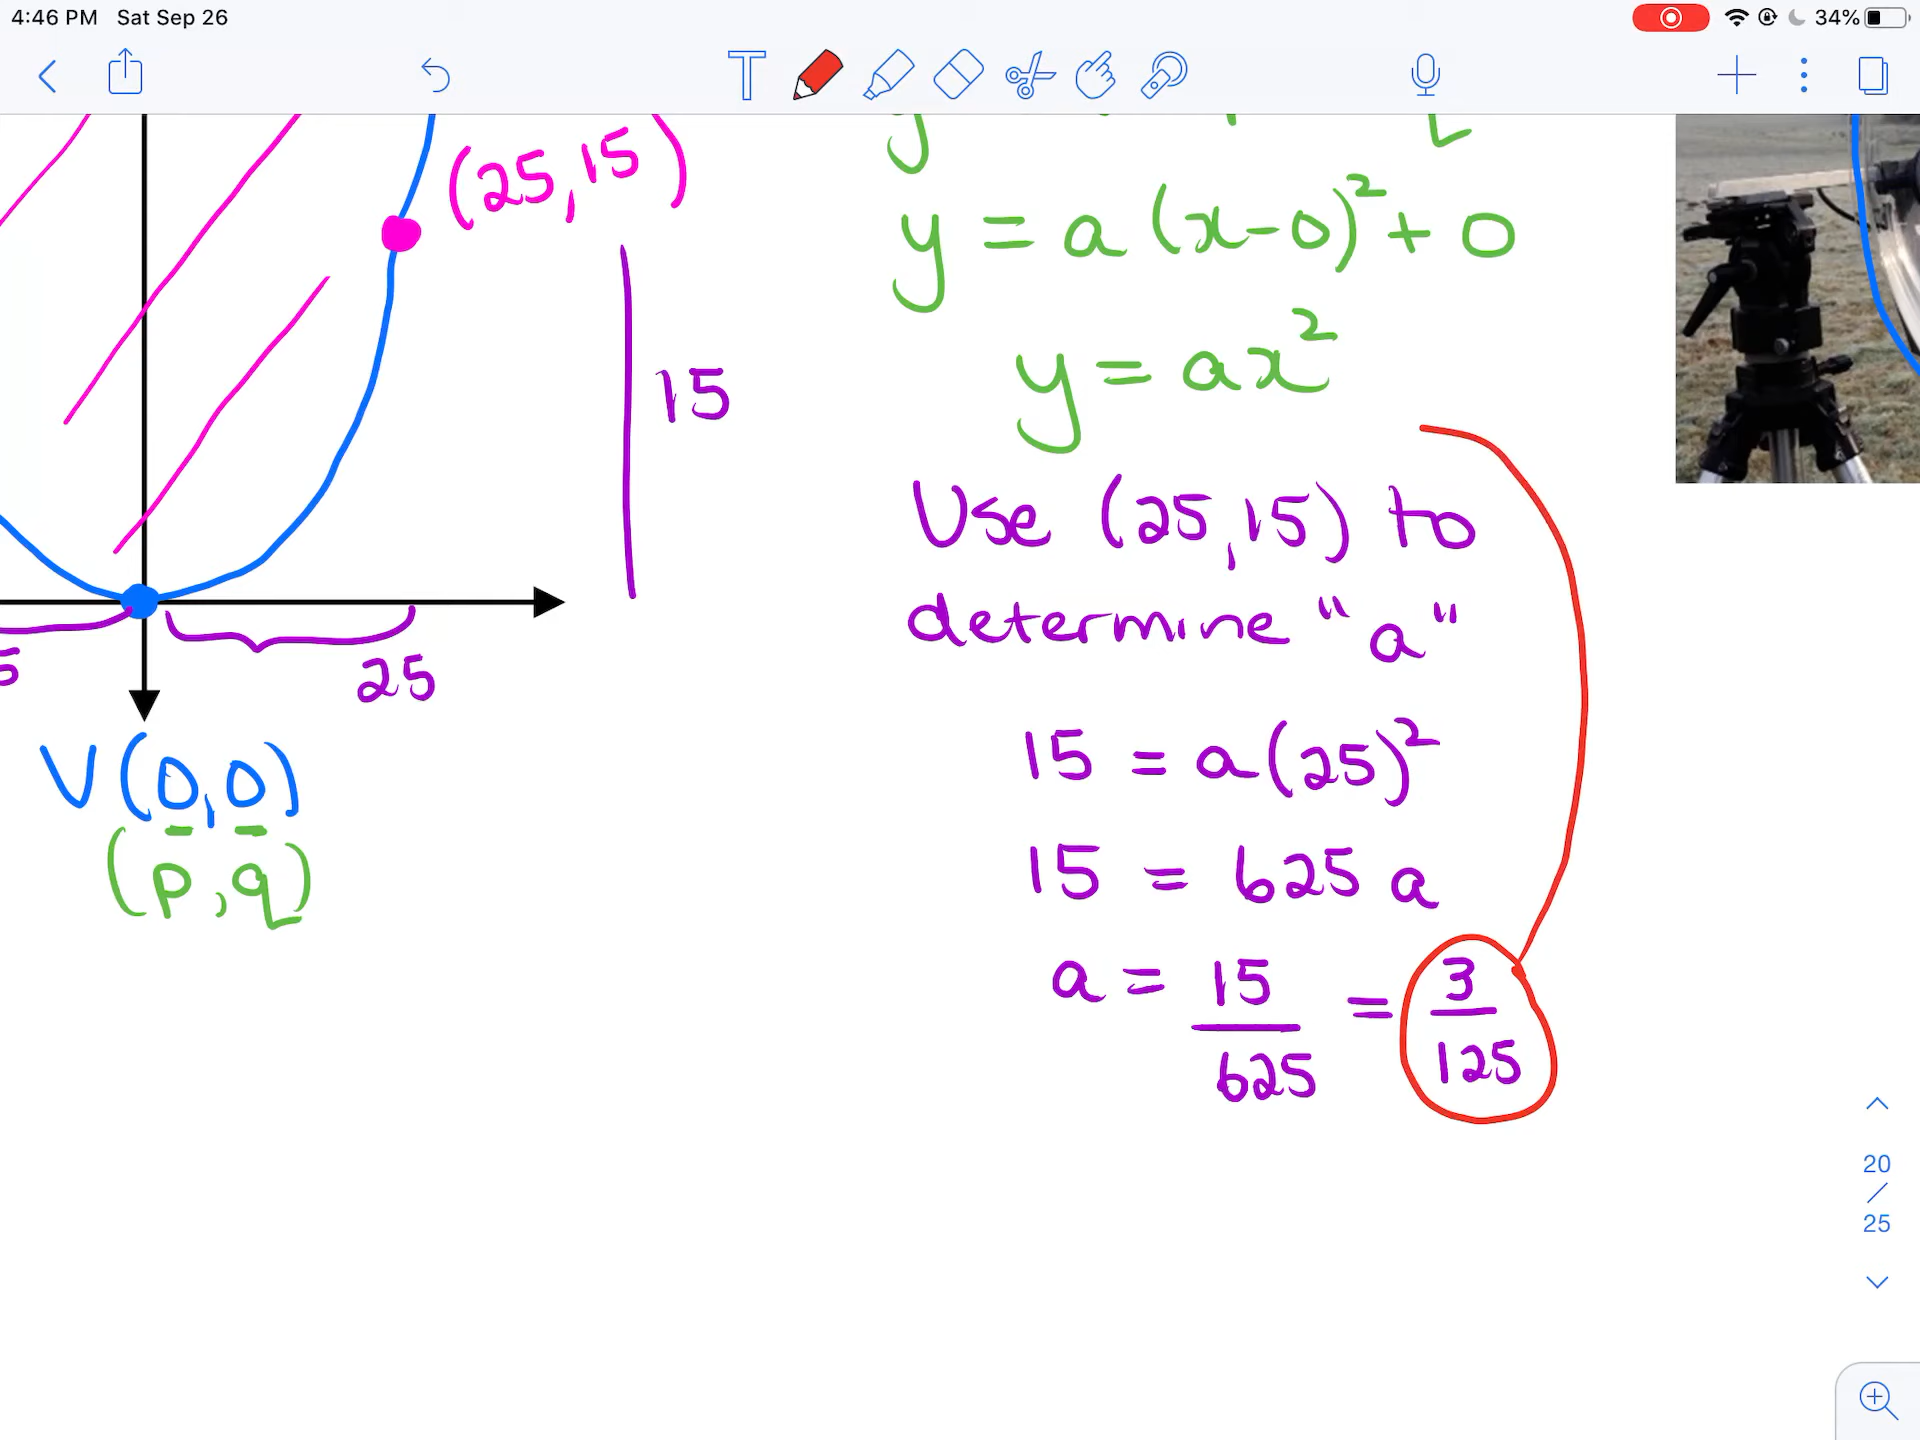 4:46 PM Sat Sep 26
34%
(25,15)
15
25
V(0,0)
(p,q)
y = a(x-0)²+0
y = ax²
Use (25,15) to
determine "a"
15 = a(25)²
15 = 625 a
a = 15/625 = 3/125
20
/
25